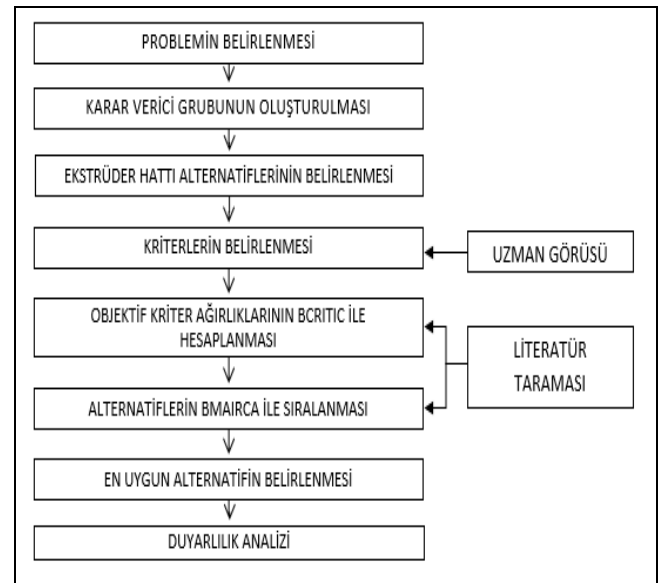 PROBLEMİN BELİRLENMESİ
KARAR VERİCİ GRUBUNUN OLUŞTURULMASI
EKSTRÜDER HATTI ALTERNATİFLERİNİN BELİRLENMESİ
KRİTERLERİN BELİRLENMESİ
UZMAN GÖRÜSÜ
OBJEKTİF KRİTER AĞIRLIKLARININ BCRITIC İLE
HESAPLANMASI
LİTERATÜR
TARAMASI
ALTERNATİFLERİN BMAIRCA İLE SIRALANMASI
EN UYGUN ALTERNATİFİN BELİRLENMESİ
DUYARLILIK ANALİZİ